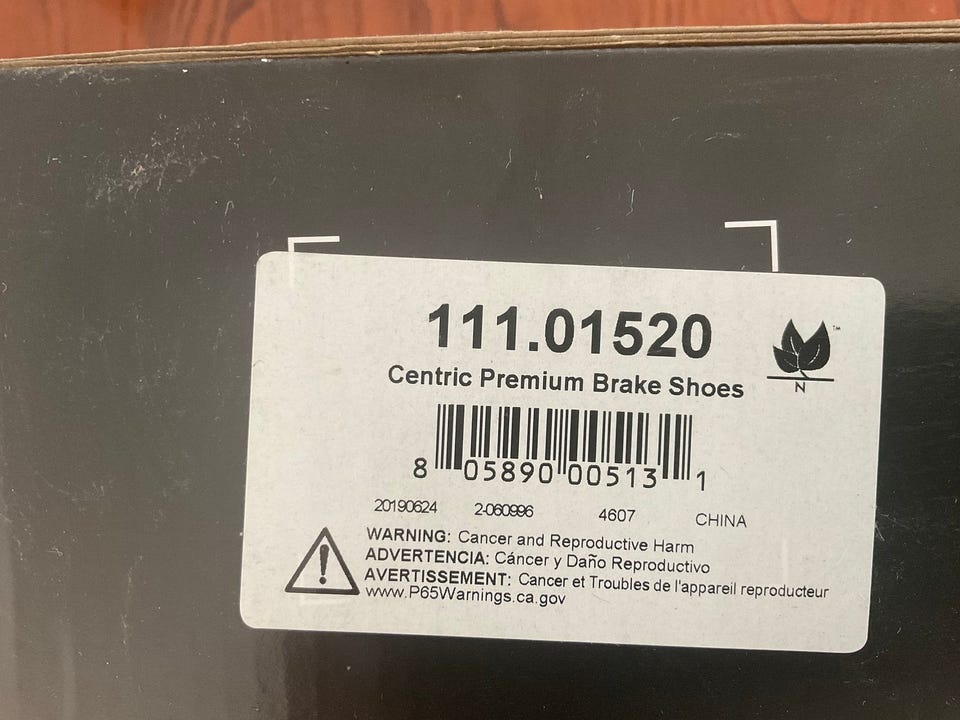 111.01520
™
N
Centric Premium Brake Shoes
8 05890 00513 1
20190624 2-060996 4607 CHINA
WARNING: Cancer and Reproductive Harm
ADVERTENCIA: Cáncer y Daño Reproductivo
AVERTISSEMENT: Cancer et Troubles de l'appareil reproducteur
www.P65Warnings.ca.gov